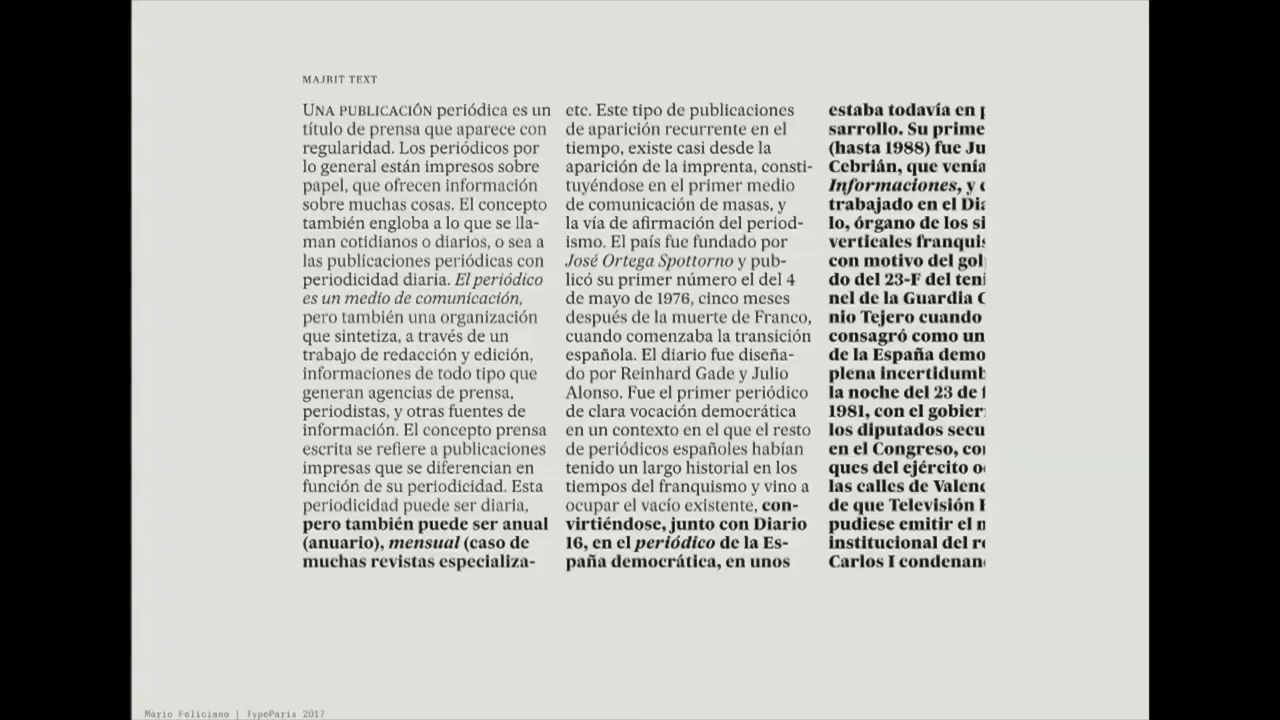 MAJRIT TEXT
UNA PUBLICACIÓN periódica es un
título de prensa que aparece con
regularidad. Los periódicos por
lo general están impresos sobre
papel, que ofrecen información
sobre muchas cosas. El concepto
también engloba a lo que se lla-
man cotidianos o diarios, o sea a
las publicaciones periódicas con
periodicidad diaria. El periódico
es un medio de comunicación,
pero también una organización
que sintetiza, a través de un
trabajo de redacción y edición,
informaciones de todo tipo que
generan agencias de prensa,
periodistas, y otras fuentes de
información. El concepto prensa
escrita se refiere a publicaciones
impresas que se diferencian en
función de su periodicidad. Esta
periodicidad puede ser diaria,
pero también puede ser anual
(anuario), mensual (caso de
muchas revistas especializa-
etc. Este tipo de publicaciones
de aparición recurrente en el
tiempo, existe casi desde la
aparición de la imprenta, consti-
tuyéndose en el primer medio
de comunicación de masas, y
la vía de afirmación del period-
ismo. El país fue fundado por
José Ortega Spottorno y pub-
licó su primer número el del 4
de mayo de 1976, cinco meses
después de la muerte de Franco,
cuando comenzaba la transición
española. El diario fue diseña-
do por Reinhard Gade y Julio
Alonso. Fue el primer periódico
de clara vocación democrática
en un contexto en el que el resto
de periódicos españoles habían
tenido un largo historial en los
tiempos del franquismo y vino a
ocupar el vacío existente, con-
virtiéndose, junto con Diario
16, en el periódico de la Es-
paña democrática, en unos
estaba todavía en
sarrollo. Su prime
(hasta 1988) fue Ju
Cebrián, que venía
Informaciones, y
trabajado en el Dia
lo, órgano de los si
verticales franquis
con motivo del gol
do del 23-F del teni
nel de la Guardia C
nio Tejero cuando
consagró como un
de la España demo
plena incertidumb
la noche del 23 de
1981, con el gobier
los diputados secu
en el Congreso, co
ques del ejército o
las calles de Valenc
de que Televisión
pudiese emitir el
institucional del re
Carlos I condenan
Mario Feliciano | TypeParis 2017